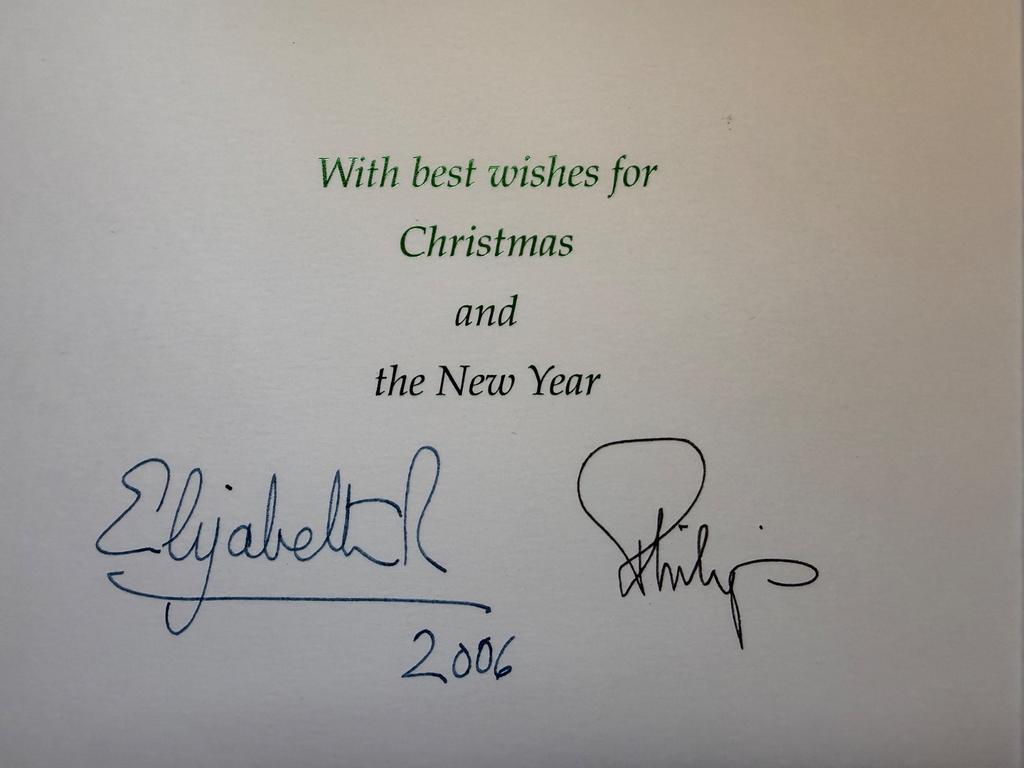 With best wishes for
Christmas
and
the New Year
Elizabeth R
Philip
2006